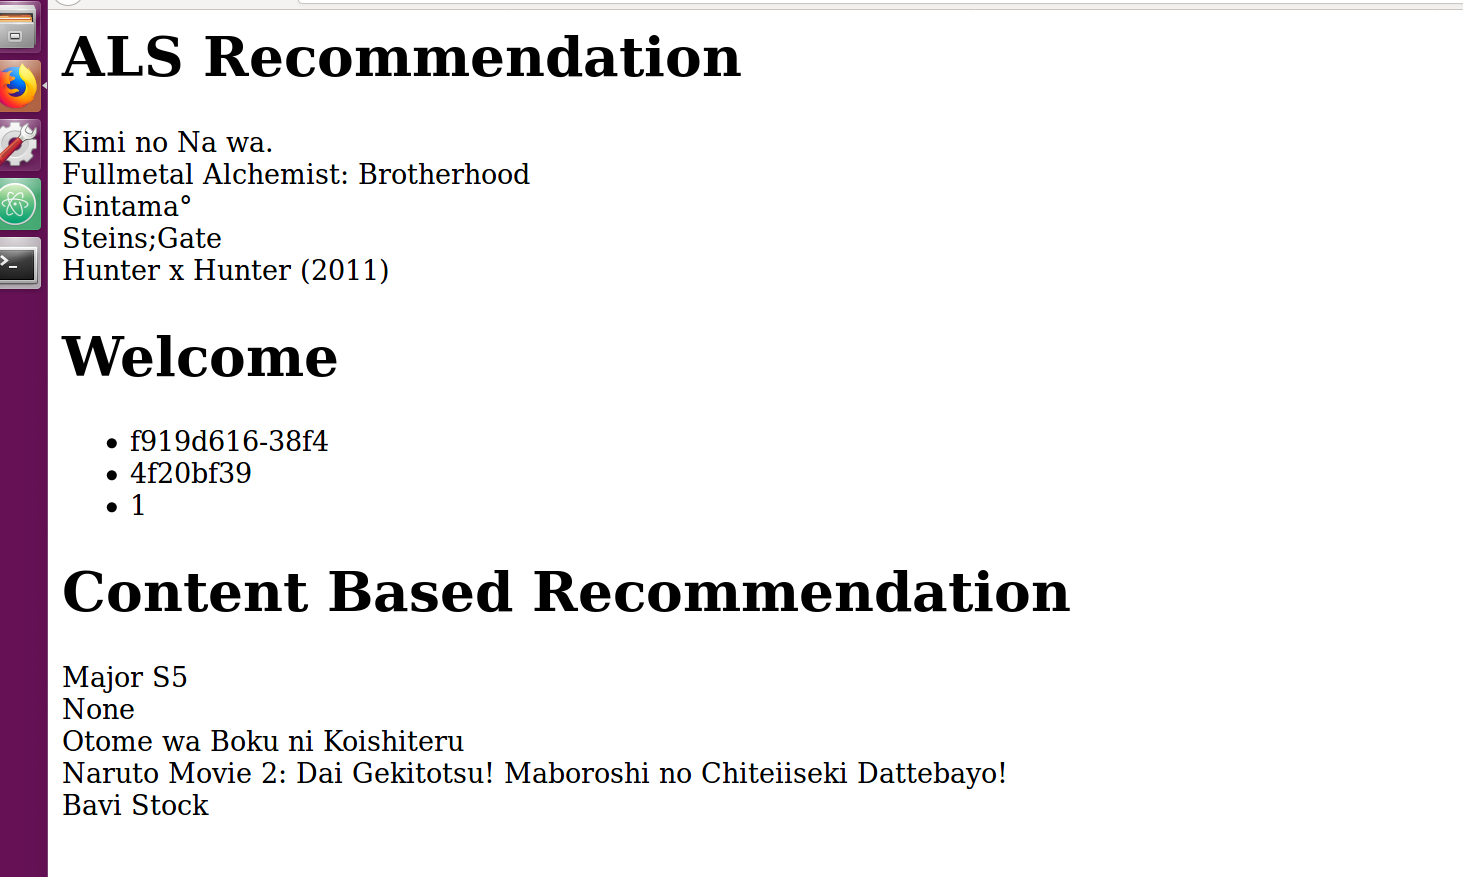 ALS Recommendation
Kimi no Na wa.
Fullmetal Alchemist: Brotherhood
Gintama°
Steins;Gate
Hunter x Hunter (2011)
Welcome
f919d616-38f4
4f20bf39
1
Content Based Recommendation
Major S5
None
Otome wa Boku ni Koishiteru
Naruto Movie 2: Dai Gekitotsu! Maboroshi no Chiteiiseki Dattebayo!
Bavi Stock